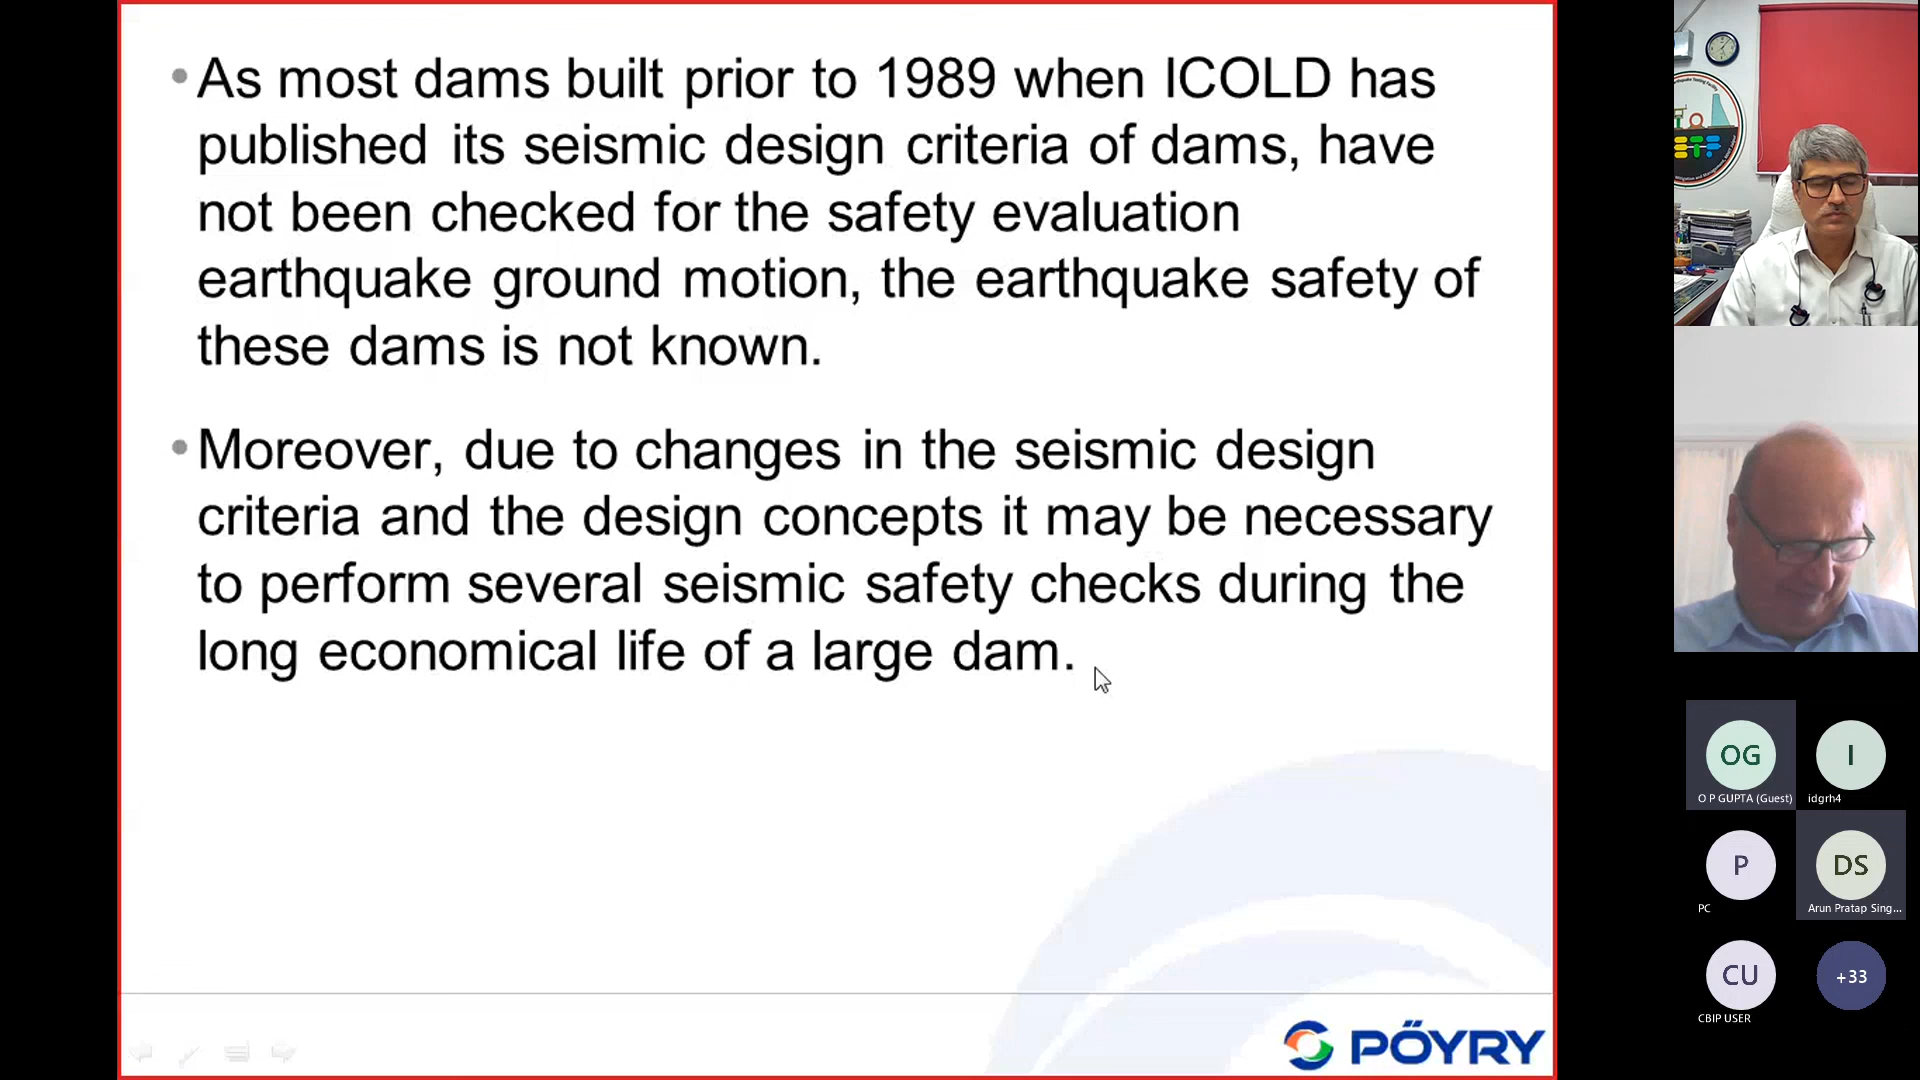 • As most dams built prior to 1989 when ICOLD has
published its seismic design criteria of dams, have
not been checked for the safety evaluation
earthquake ground motion, the earthquake safety of
these dams is not known.
• Moreover, due to changes in the seismic design
criteria and the design concepts it may be necessary
to perform several seismic safety checks during the
long economical life of a large dam.
PÖYRY
OG
O P GUPTA (Guest)
I
idgrh4
P
PC
DS
Arun Pratap Sing...
CU
CBIP USER
+33